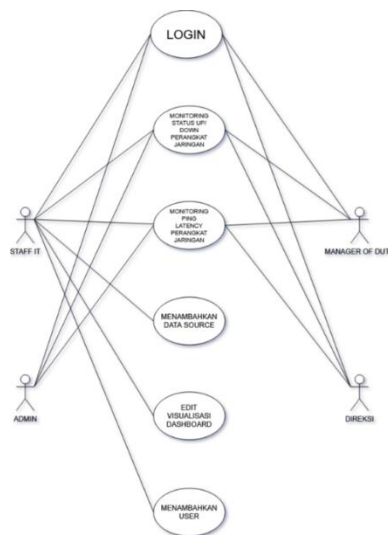 LOGIN
MONITORING
STATUS UP/
DOWN
PERANGKAT
JARINGAN
MONITORING
PING
LATENCY
PERANGKAT
JARINGAN
STAFF IT
MANAGER OF DUTY
MENAMBAHKAN
DATA SOURCE
ADMIN
EDIT
VISUALISASI
DASHBOARD
DIREKSI
MENAMBAHKAN
USER